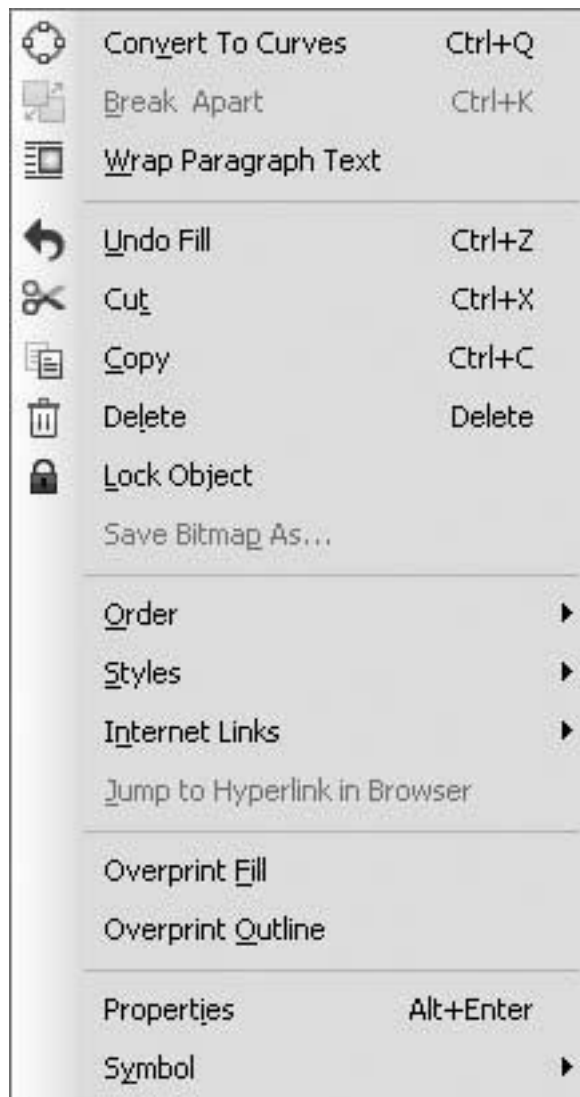 Convert To Curves Ctrl+Q
Break Apart Ctrl+K
Wrap Paragraph Text
Undo Fill Ctrl+Z
Cut Ctrl+X
Copy Ctrl+C
Delete Delete
Lock Object
Save Bitmap As...
Order
Styles
Internet Links
Jump to Hyperlink in Browser
Overprint Fill
Overprint Outline
Properties Alt+Enter
Symbol